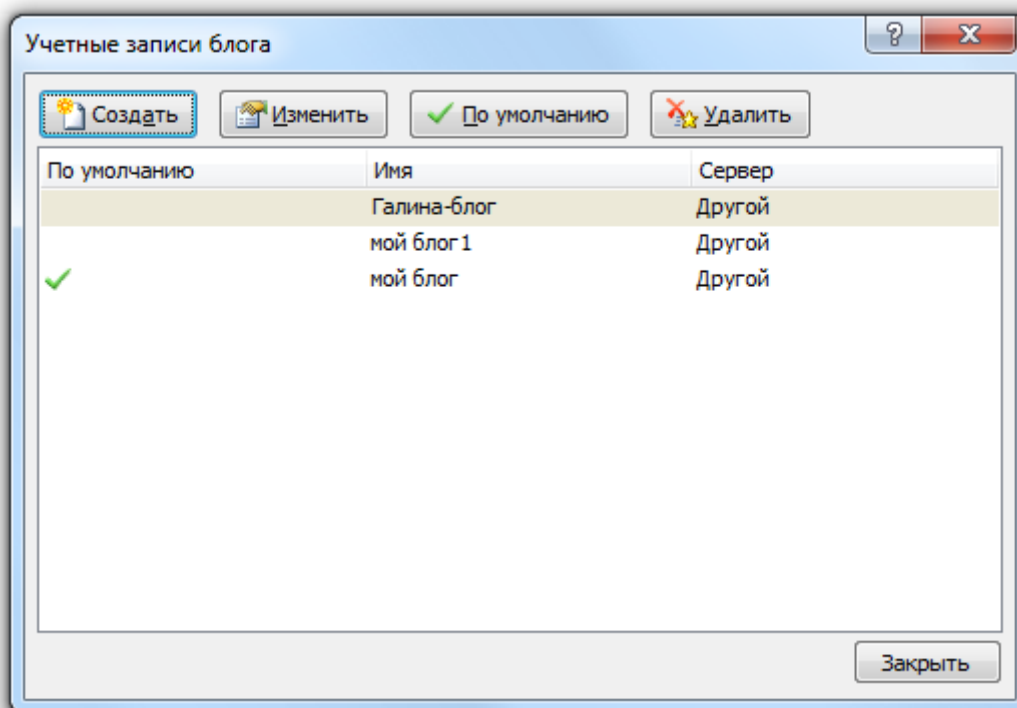 Учетные записи блога
Создать Изменить По умолчанию Удалить
По умолчанию Имя Сервер
Галина-блог Другой
мой блог1 Другой
мой блог Другой
Закрыть